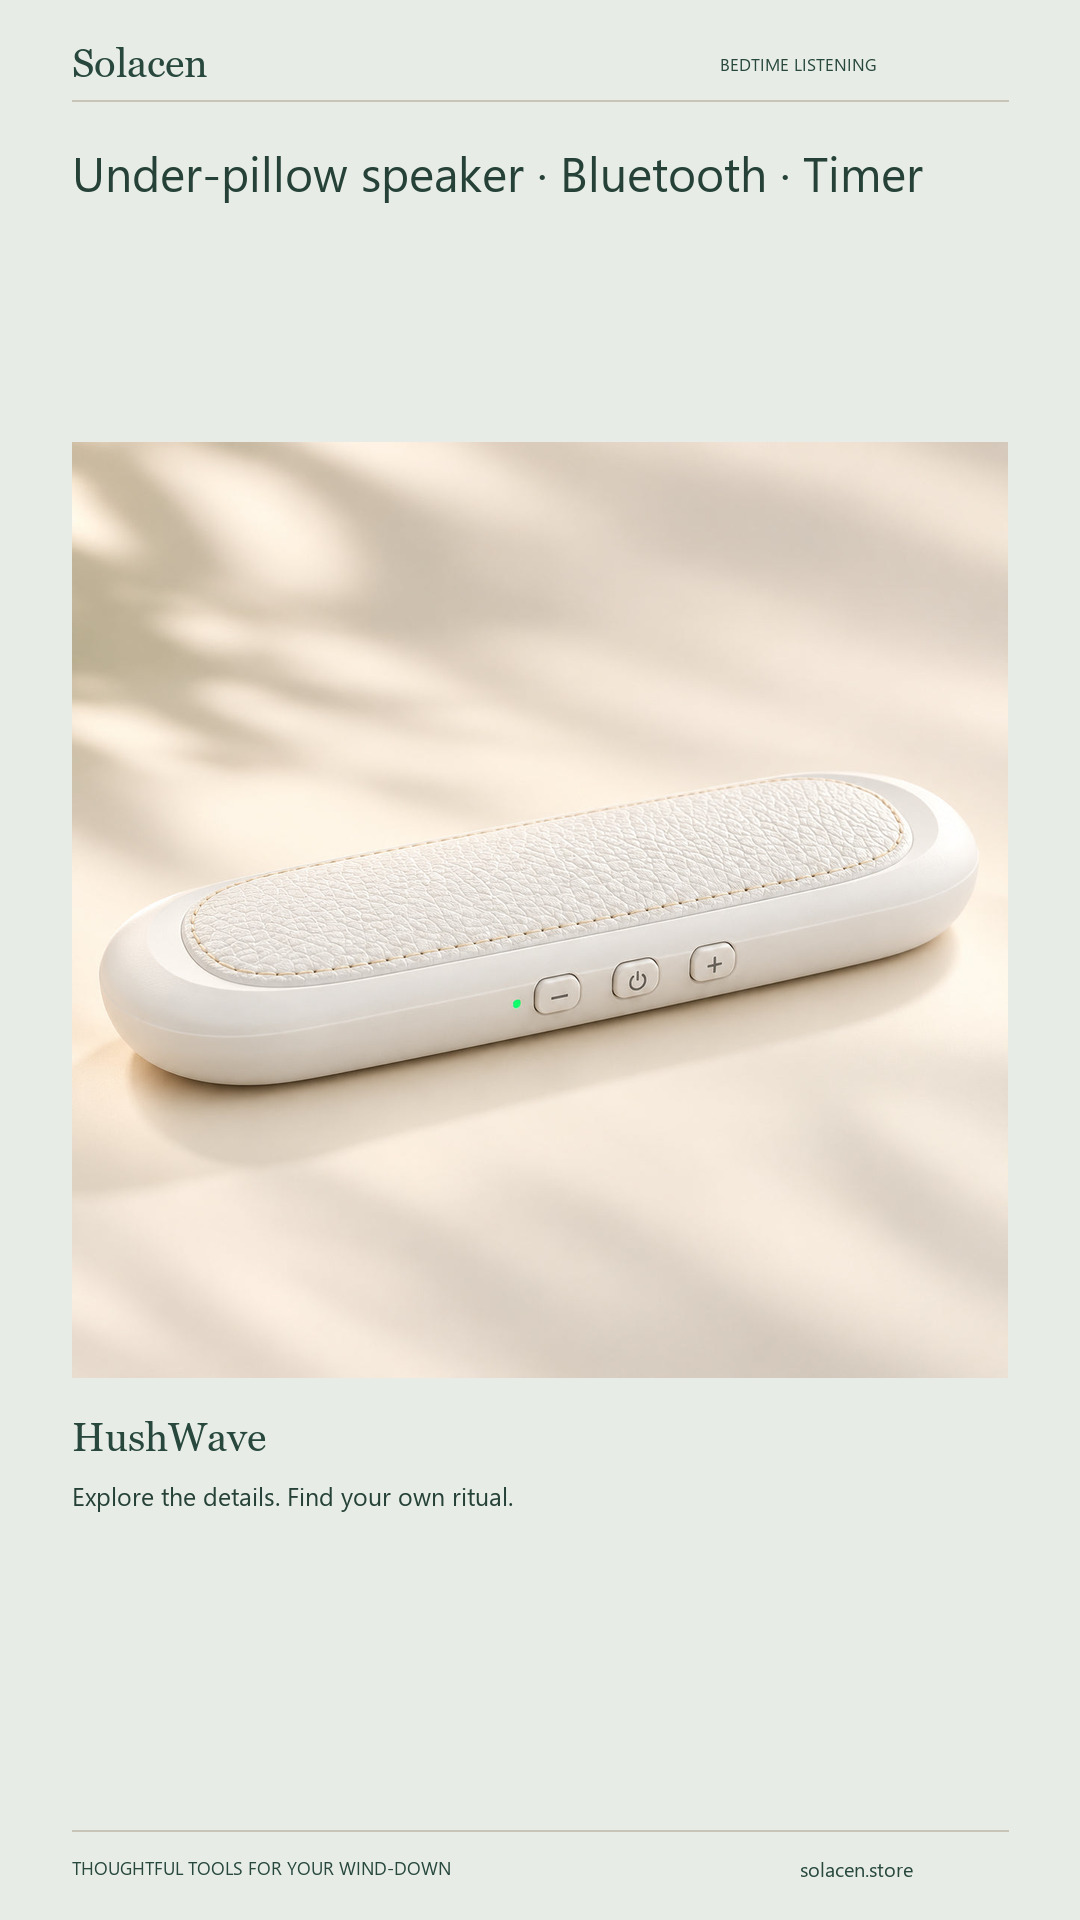 Solacen
BEDTIME LISTENING
Under-pillow speaker · Bluetooth · Timer
HushWave
Explore the details. Find your own ritual.
THOUGHTFUL TOOLS FOR YOUR WIND-DOWN
solacen.store